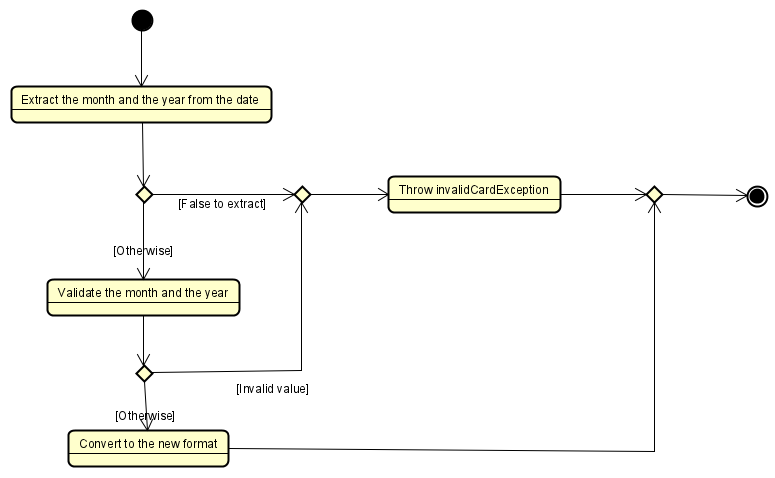 Extract the month and the year from the date
[False to extract]
Throw invalidCardException
[Otherwise]
Validate the month and the year
[Invalid value]
[Otherwise]
Convert to the new format